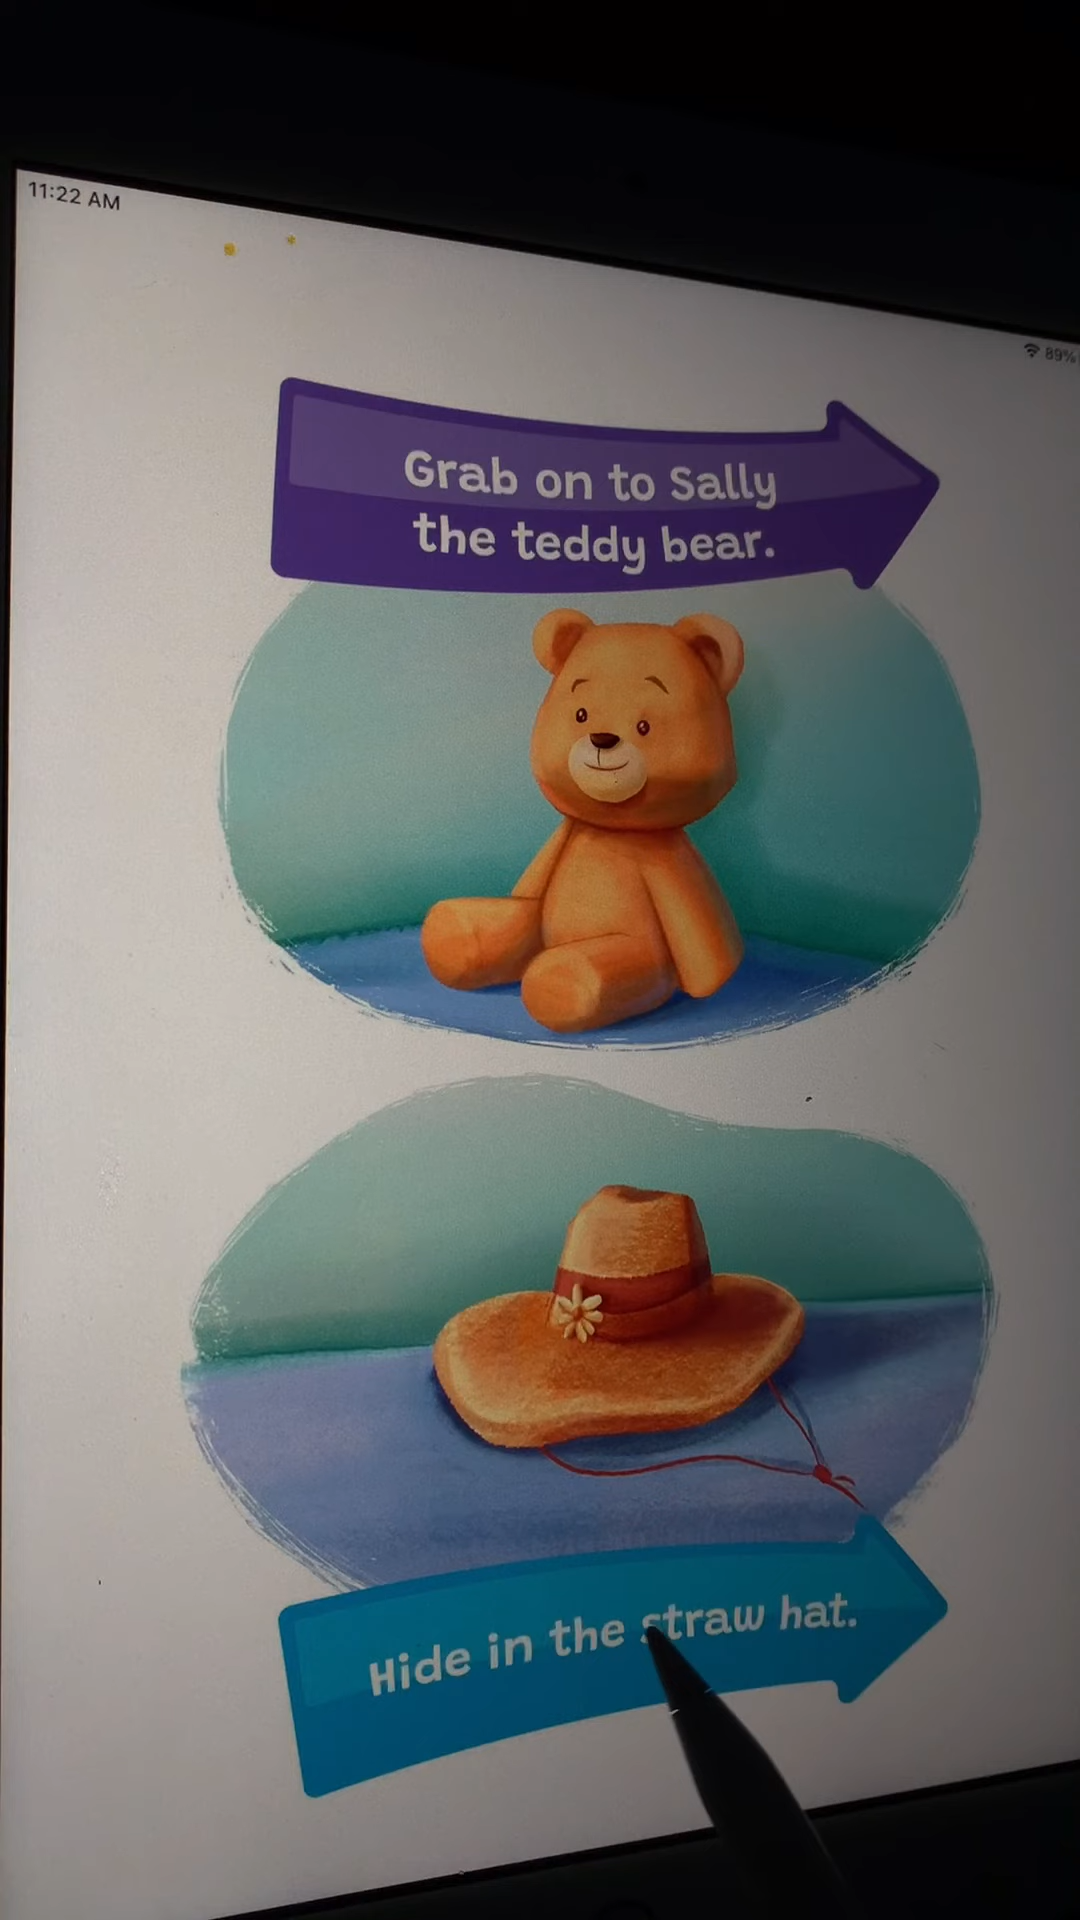 11:22 AM
89%
Grab on to Sally
the teddy bear.
Hide in the straw hat.